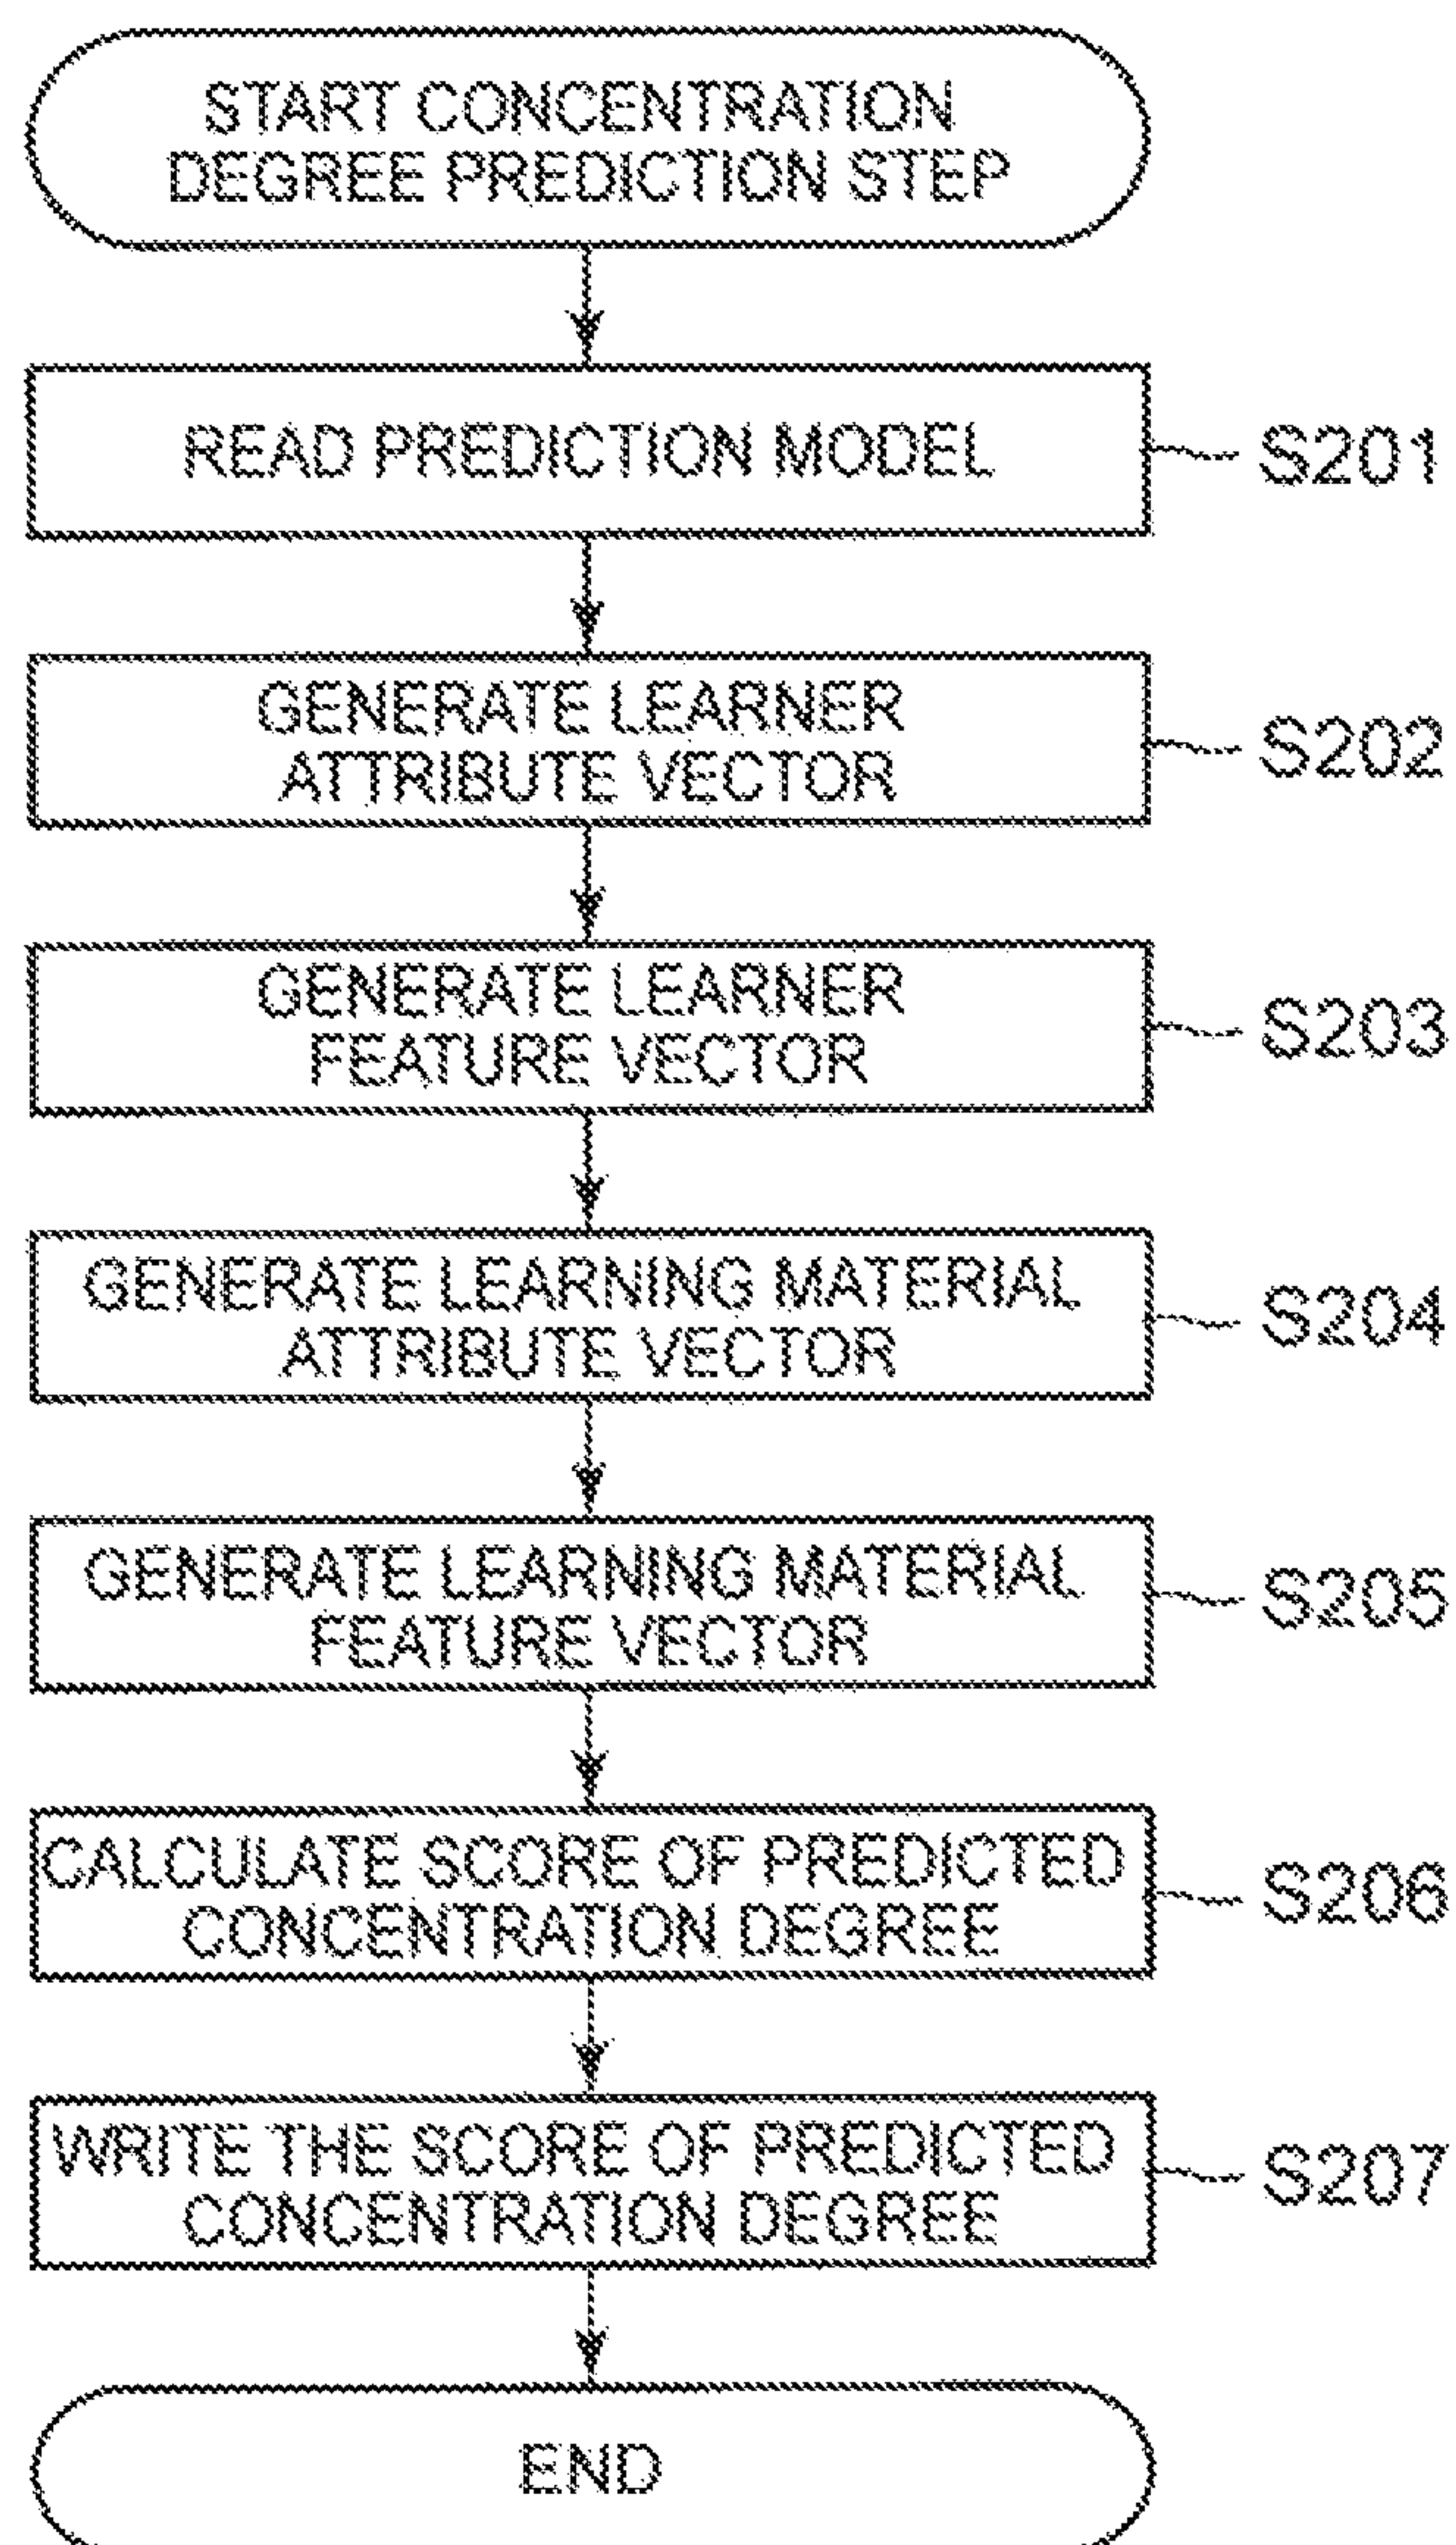 START CONCENTRATION
DEGREE PREDICTION STEP
READ PREDICTION MODEL
S201
GENERATE LEARNER
ATTRIBUTE VECTOR
S202
GENERATE LEARNER
FEATURE VECTOR
S203
GENERATE LEARNING MATERIAL
ATTRIBUTE VECTOR
S204
GENERATE LEARNING MATERIAL
FEATURE VECTOR
S205
CALCULATE SCORE OF PREDICTED
CONCENTRATION DEGREE
S206
WRITE THE SCORE OF PREDICTED
CONCENTRATION DEGREE
S207
END